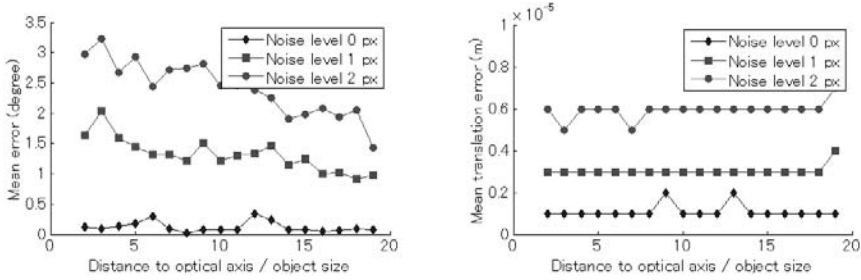 3.5
3
2.5
2
1.5
1
0.5
0
Mean error (degree)
Noise level 0 px
Noise level 1 px
Noise level 2 px
0 5 10 15 20
Distance to optical axis / object size
1 × 10-5
0.8
0.6
0.4
0.2
0
Mean translation error (m)
Noise level 0 px
Noise level 1 px
Noise level 2 px
0 5 10 15 20
Distance to optical axis / object size